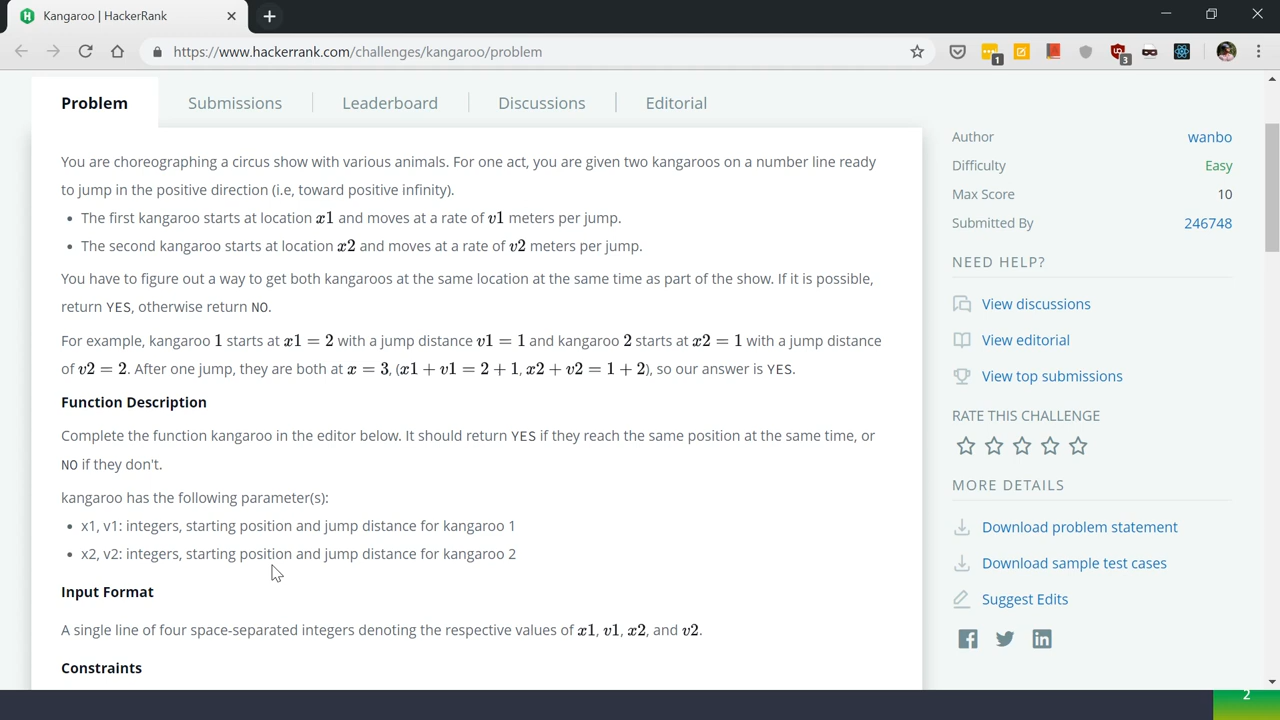 Kangaroo | HackerRank
https://www.hackerrank.com/challenges/kangaroo/problem
1
3
Problem
Submissions
Leaderboard
Discussions
Editorial
You are choreographing a circus show with various animals. For one act, you are given two kangaroos on a number line ready
to jump in the positive direction (i.e, toward positive infinity).
• The first kangaroo starts at location x1 and moves at a rate of v1 meters per jump.
• The second kangaroo starts at location x2 and moves at a rate of v2 meters per jump.
You have to figure out a way to get both kangaroos at the same location at the same time as part of the show. If it is possible,
return YES, otherwise return NO.
For example, kangaroo 1 starts at x1 = 2 with a jump distance v1 = 1 and kangaroo 2 starts at x2 = 1 with a jump distance
of v2 = 2. After one jump, they are both at x = 3, (x1 + v1 = 2 + 1, x2 + v2 = 1 + 2), so our answer is YES.
Function Description
Complete the function kangaroo in the editor below. It should return YES if they reach the same position at the same time, or
NO if they don't.
kangaroo has the following parameter(s):
• x1, v1: integers, starting position and jump distance for kangaroo 1
• x2, v2: integers, starting position and jump distance for kangaroo 2
Input Format
A single line of four space-separated integers denoting the respective values of x1, v1, x2, and v2.
Constraints
Author
wanbo
Difficulty
Easy
Max Score
10
Submitted By
246748
NEED HELP?
View discussions
View editorial
View top submissions
RATE THIS CHALLENGE
MORE DETAILS
Download problem statement
Download sample test cases
Suggest Edits
2